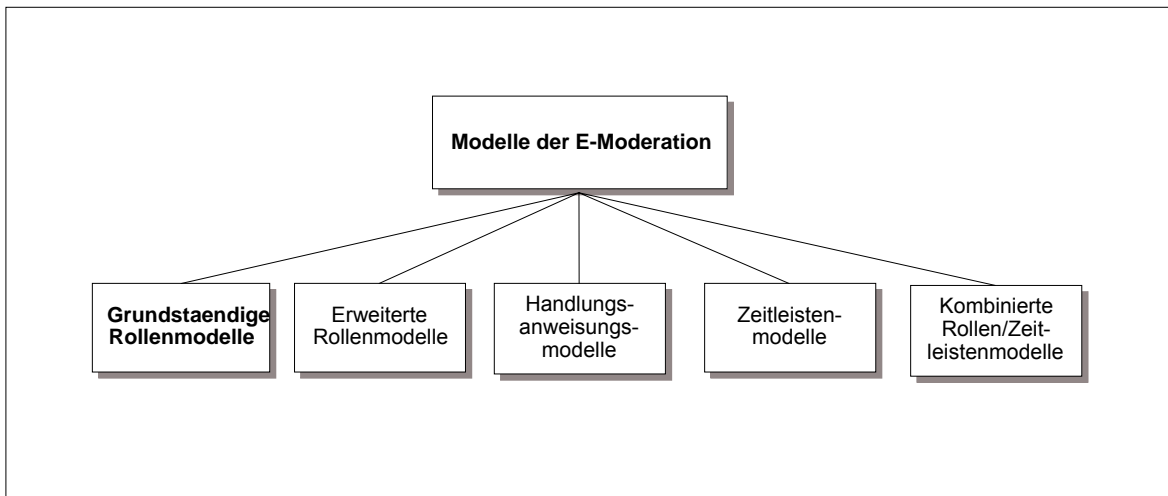 Modelle der E-Moderation
Grundstaendige
Rollenmodelle
Erweiterte
Rollenmodelle
Handlungs-
anweisungs-
modelle
Zeitleisten-
modelle
Kombinierte
Rollen/Zeit-
leistenmodelle